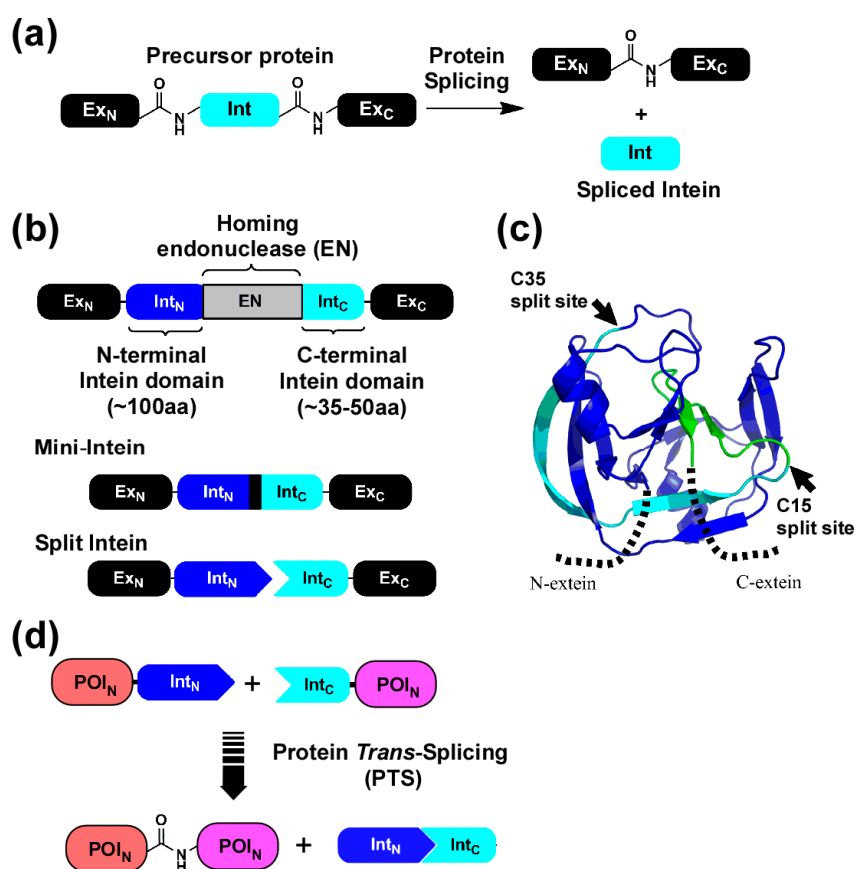 (a)
Precursor protein
Protein
Splicing
ExN
O
N
H
Int
O
N
H
ExC
ExN
O
N
H
ExC
+
Int
Spliced Intein
(b)
Homing
endonuclease (EN)
ExN
IntN
EN
IntC
ExC
N-terminal
Intein domain
(~100aa)
C-terminal
Intein domain
(~35-50aa)
Mini-Intein
ExN
IntN
IntC
ExC
Split Intein
ExN
IntN
IntC
ExC
(c)
C35
split site
C15
split site
N-extein
C-extein
(d)
POIN
IntN
+
IntC
POIN
Protein Trans-Splicing
(PTS)
POIN
O
N
H
POIN
+
IntN
IntC